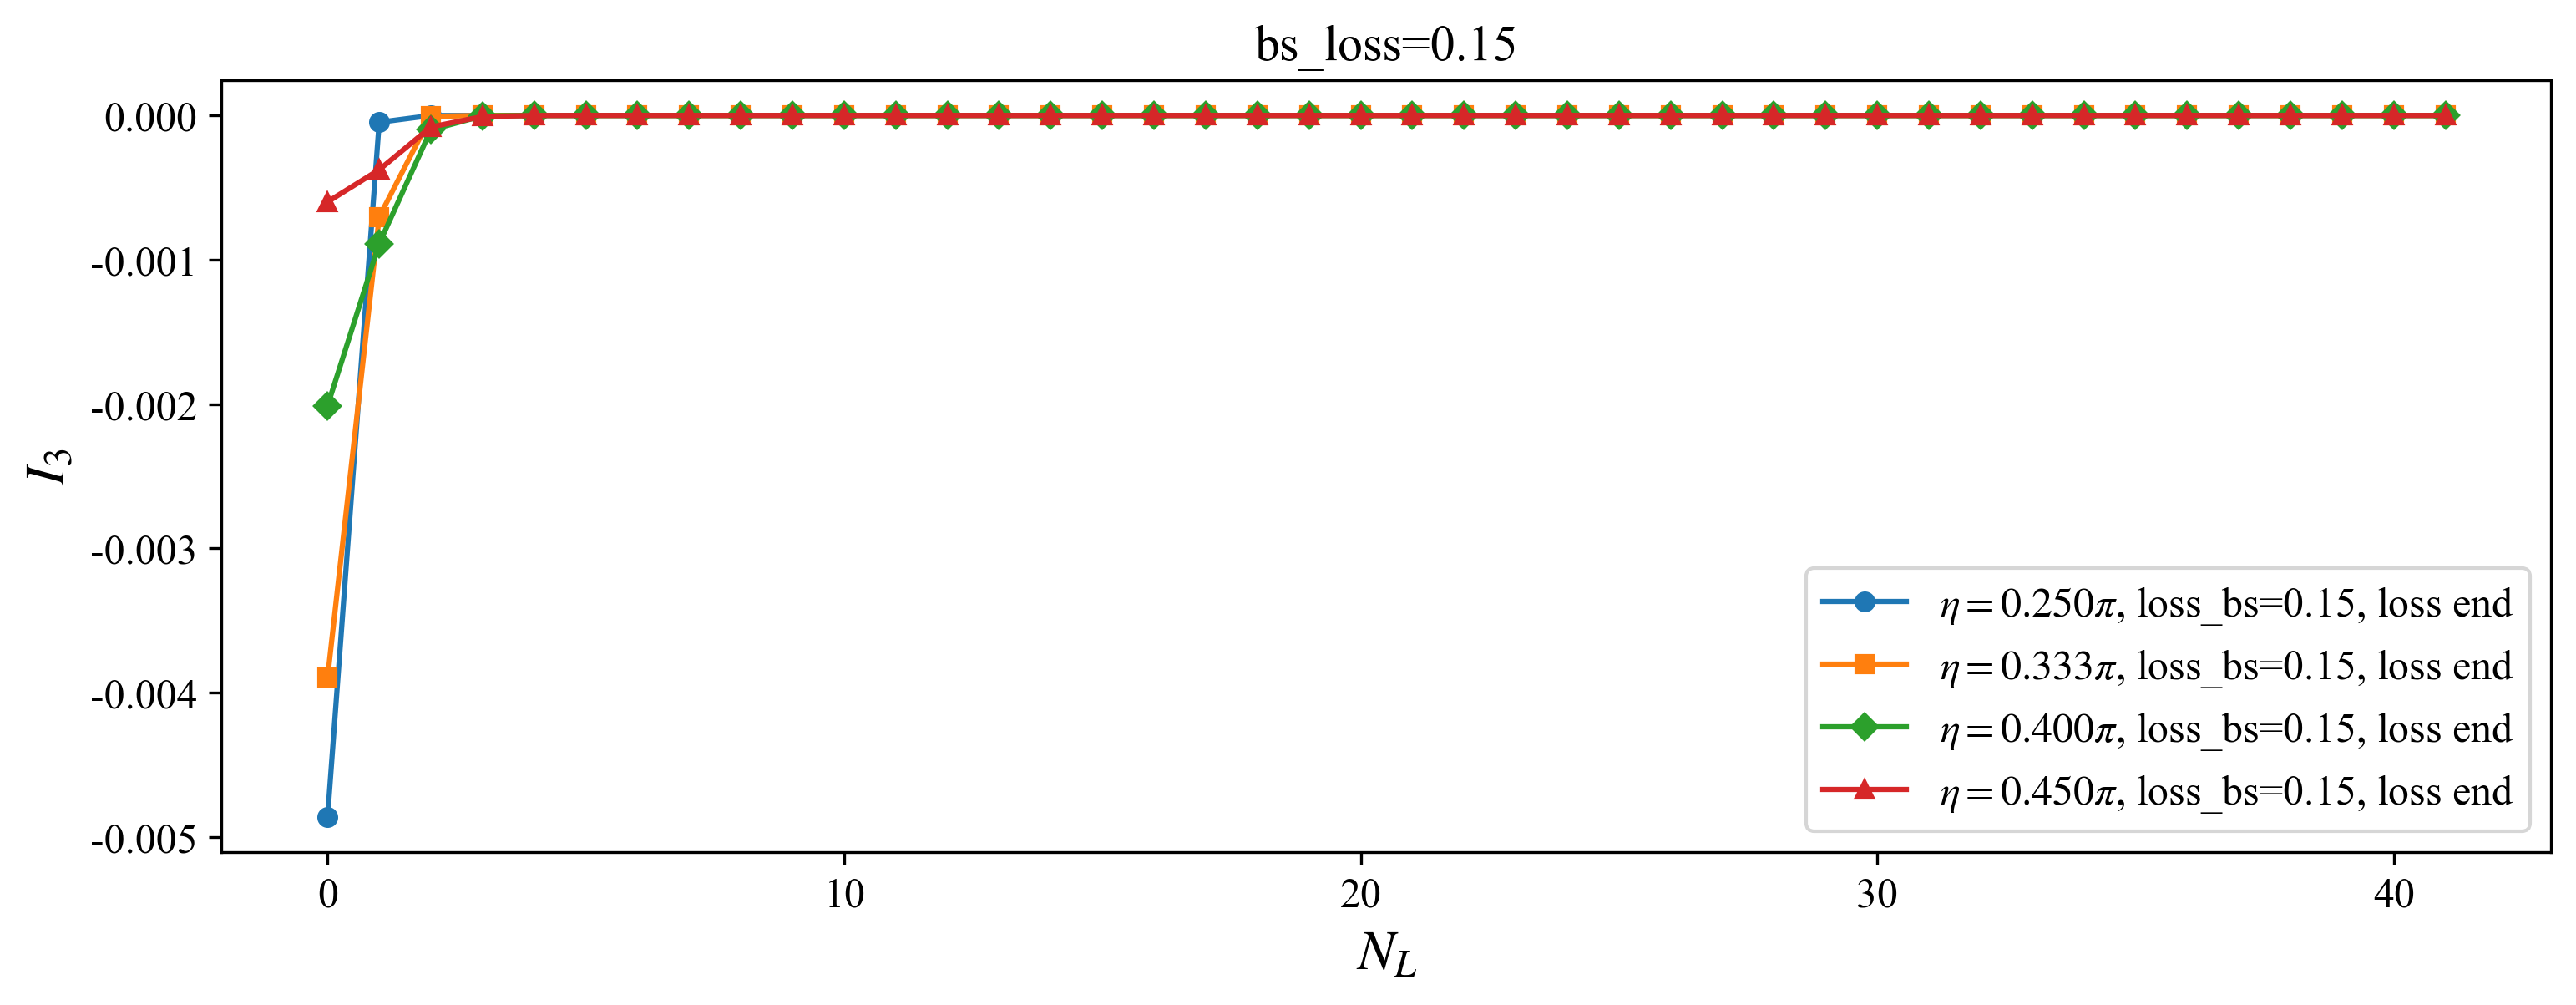 bs_loss=0.15
0.000
-0.001
-0.002
-0.003
-0.004
-0.005
I₃
0 10 20 30 40
N_L
η=0.250π, loss_bs=0.15, loss end
η=0.333π, loss_bs=0.15, loss end
η=0.400π, loss_bs=0.15, loss end
η=0.450π, loss_bs=0.15, loss end